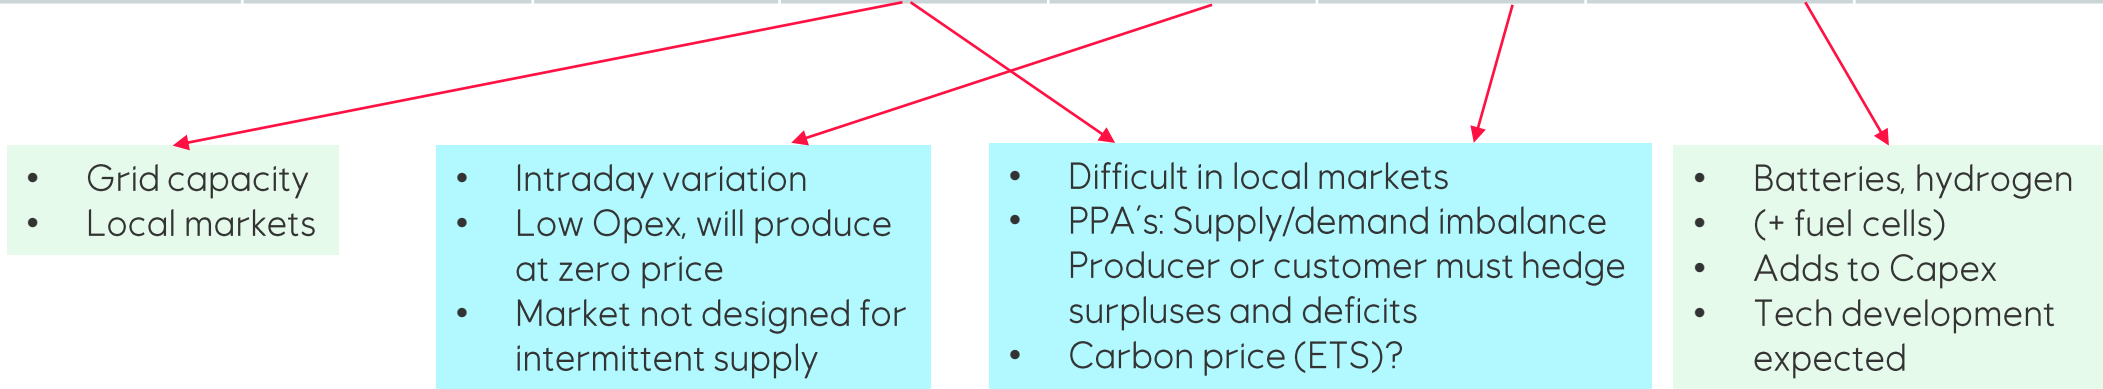 • Grid capacity
• Local markets
• Intraday variation
• Low Opex, will produce
at zero price
• Market not designed for
intermittent supply
• Difficult in local markets
• PPA´s: Supply/demand imbalance
Producer or customer must hedge
surpluses and deficits
• Carbon price (ETS)?
• Batteries, hydrogen
• (+ fuel cells)
• Adds to Capex
• Tech development
expected